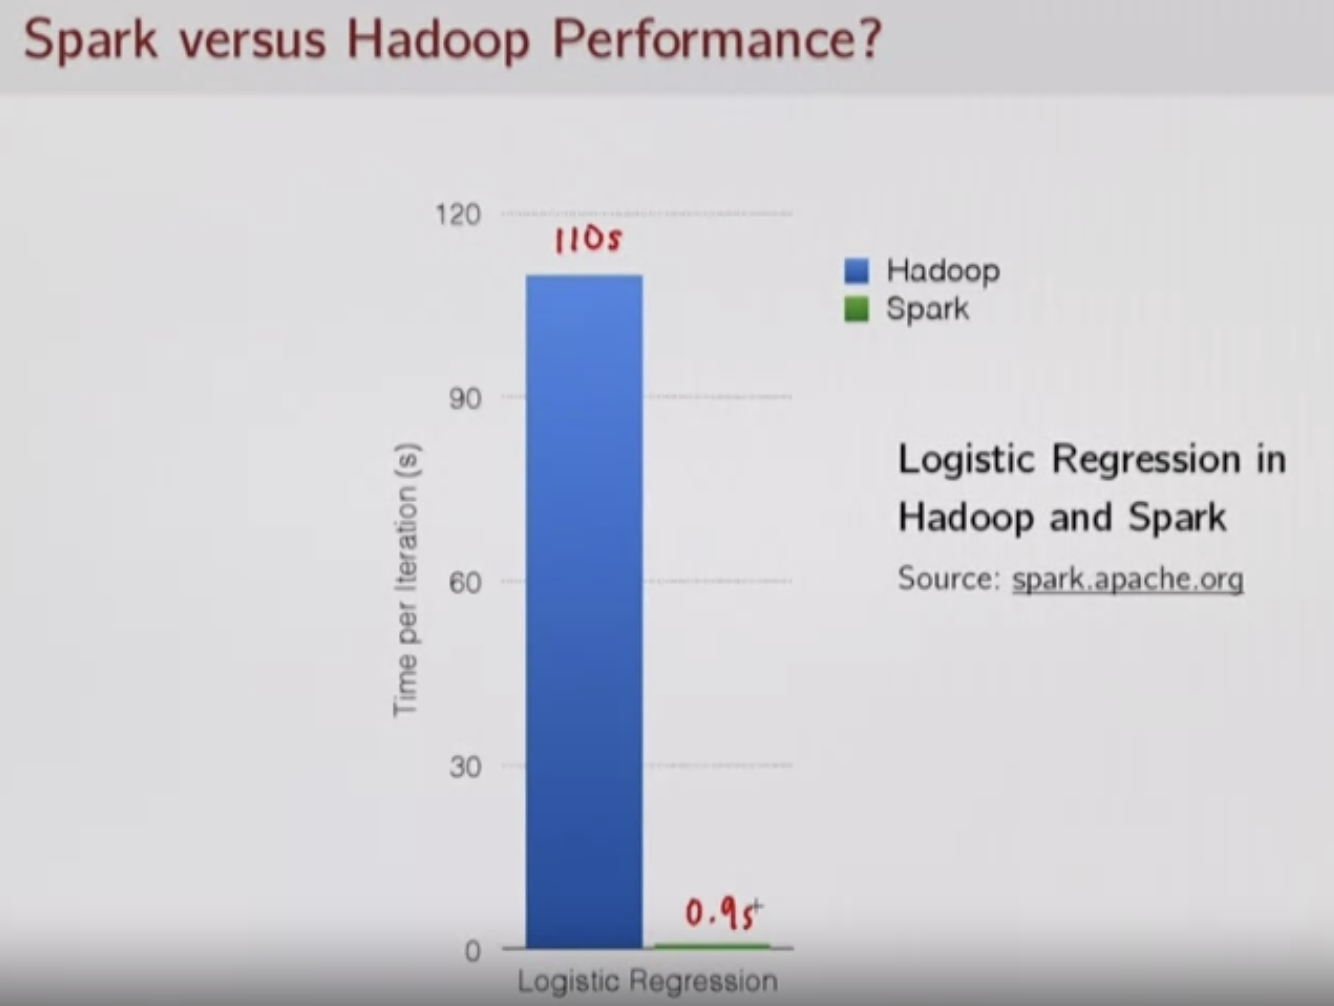 Spark versus Hadoop Performance?
120
110s
Hadoop
Spark
90
Logistic Regression in
Hadoop and Spark
Source: spark.apache.org
60
Time per Iteration (s)
30
0.9s
0
Logistic Regression